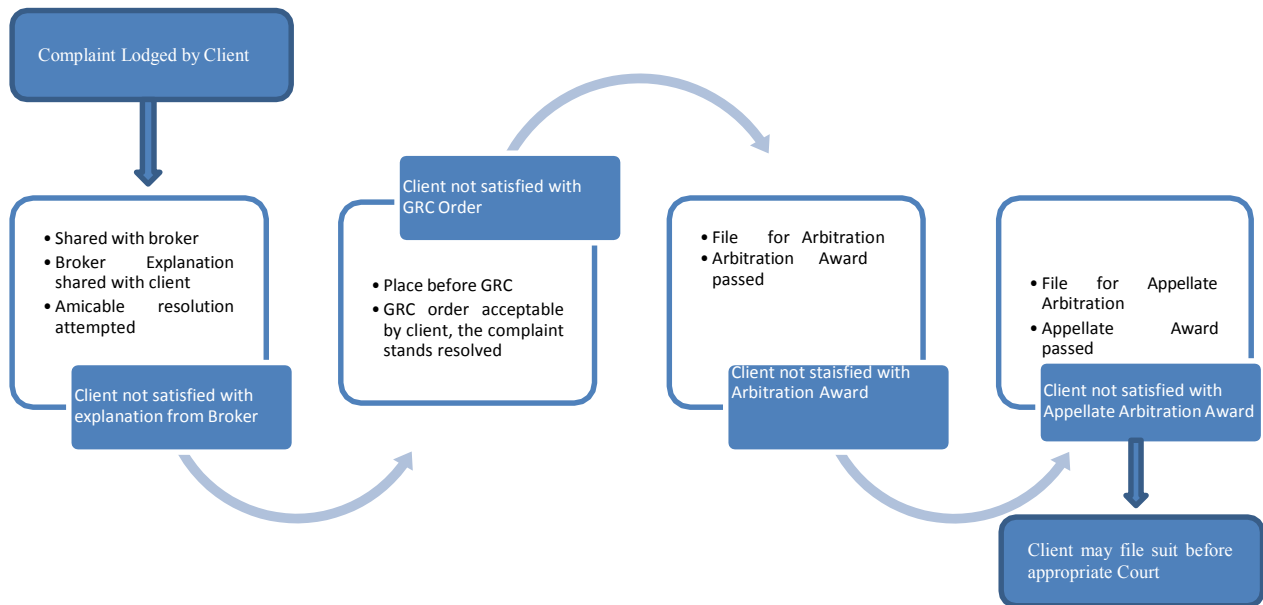 Complaint Lodged by Client
• Shared with broker
• Broker Explanation
shared with client
• Amicable resolution
attempted
Client not satisfied with
explanation from Broker
Client not satisfied with
GRC Order
• Place before GRC
• GRC order acceptable
by client, the complaint
stands resolved
• File for Arbitration
• Arbitration Award
passed
Client not staisfied with
Arbitration Award
• File for Appellate
Arbitration
• Appellate Award
passed
Client not satisfied with
Appellate Arbitration Award
Client may file suit before
appropriate Court